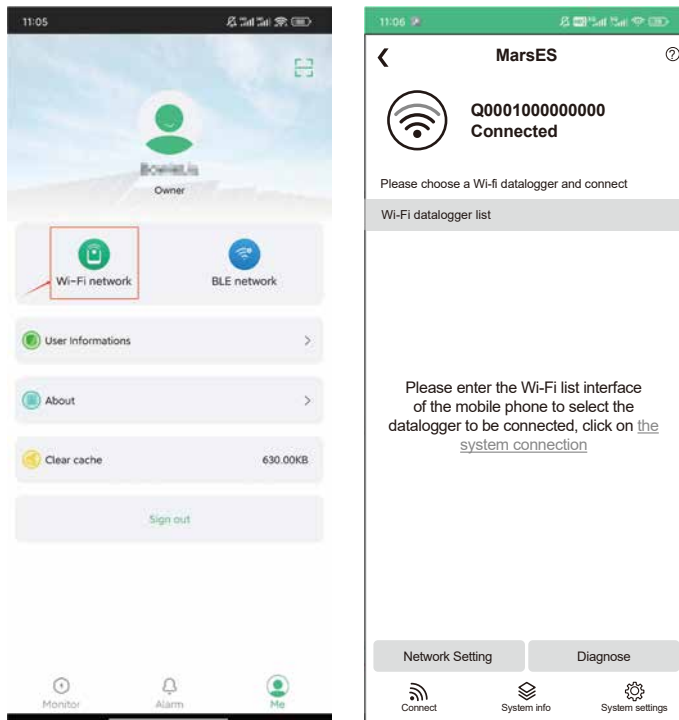 11:05
Owner
Wi-Fi network
BLE network
User Informations
About
Clear cache
630.00KB
Sign out
Monitor
Alarm
Me
11:06
MarsES
Q0001000000000
Connected
Please choose a Wi-fi datalogger and connect
Wi-Fi datalogger list
Please enter the Wi-Fi list interface
of the mobile phone to select the
datalogger to be connected, click on the
system connection
Network Setting
Diagnose
Connect
System info
System settings